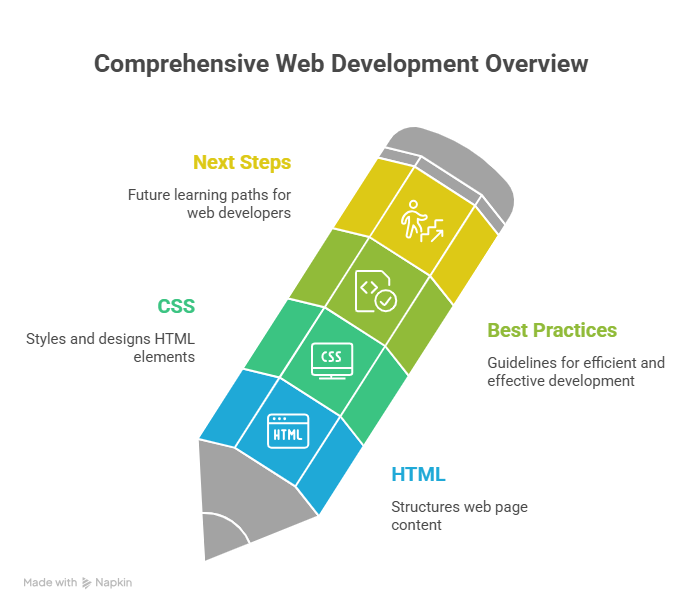 Comprehensive Web Development Overview
Next Steps
Future learning paths for
web developers
CSS
Styles and designs HTML
elements
Best Practices
Guidelines for efficient and
effective development
CSS
HTML
HTML
Structures web page
content
Made with Napkin